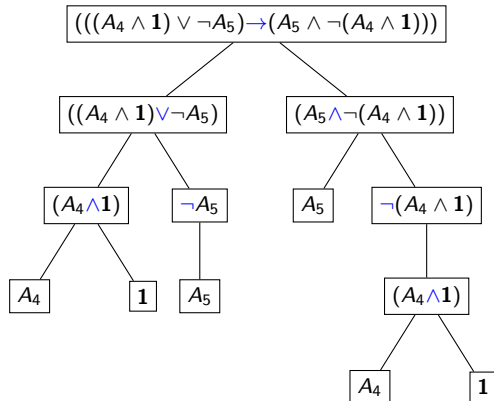 (((A₄ ∧ 1) ∨ ¬A₅)→(A₅ ∧ ¬(A₄ ∧ 1)))
((A₄ ∧ 1)∨¬A₅) (A₅∧¬(A₄ ∧ 1))
(A₄∧1) ¬A₅ A₅ ¬(A₄ ∧ 1)
A₄ 1 A₅ (A₄∧1)
A₄ 1